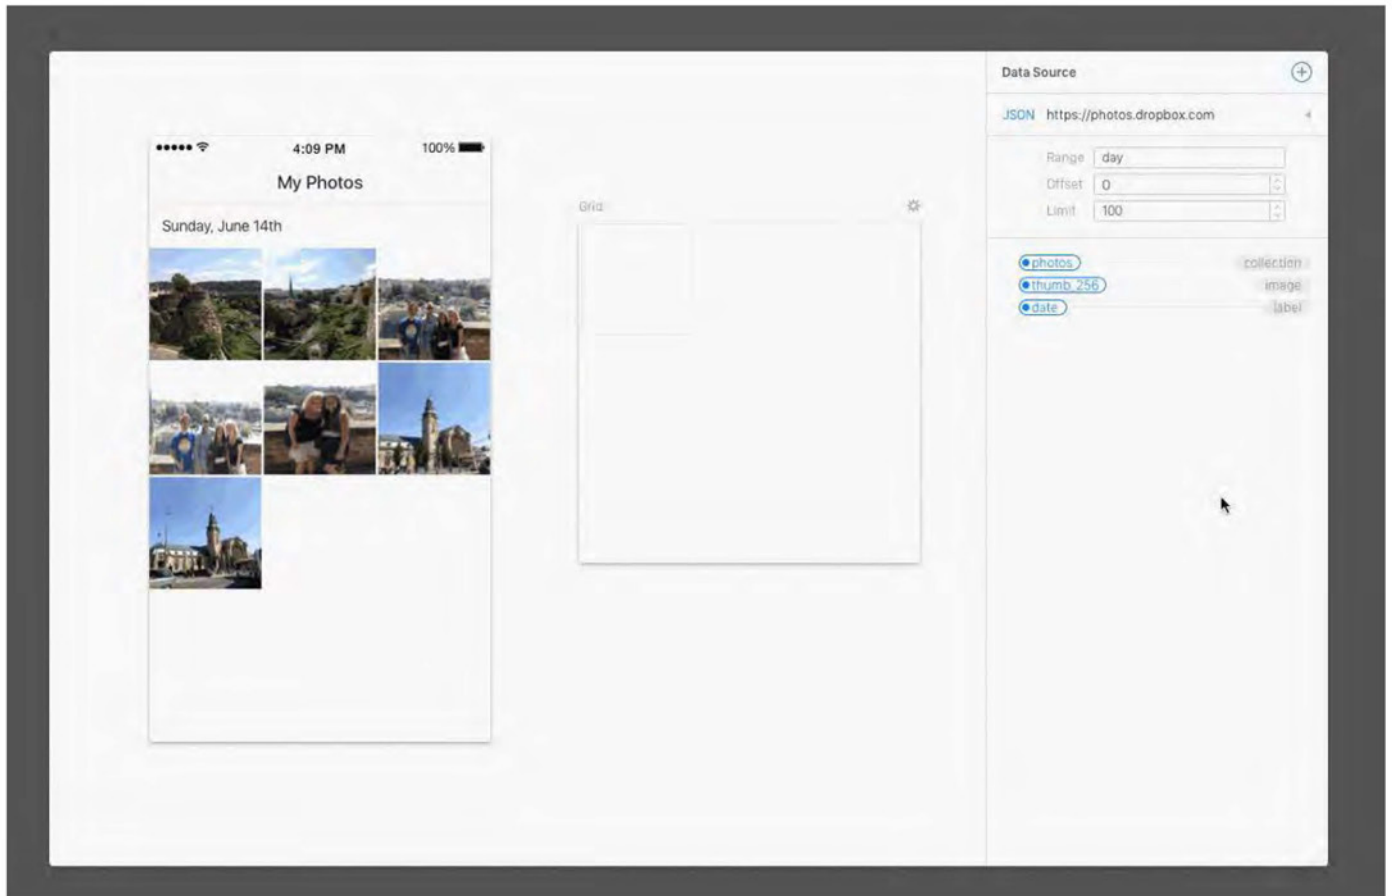 4:09 PM 100%
My Photos
Sunday, June 14th
Grid
Data Source
JSON https://photos.dropbox.com
Range day
Offset 0
Limit 100
photos collection
thumb_256 image
date label